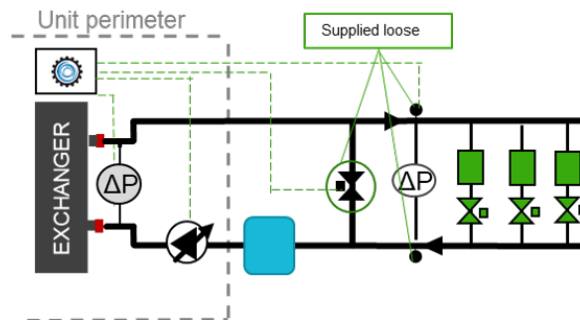 Unit perimeter
Supplied loose
EXCHANGER
ΔP
ΔP